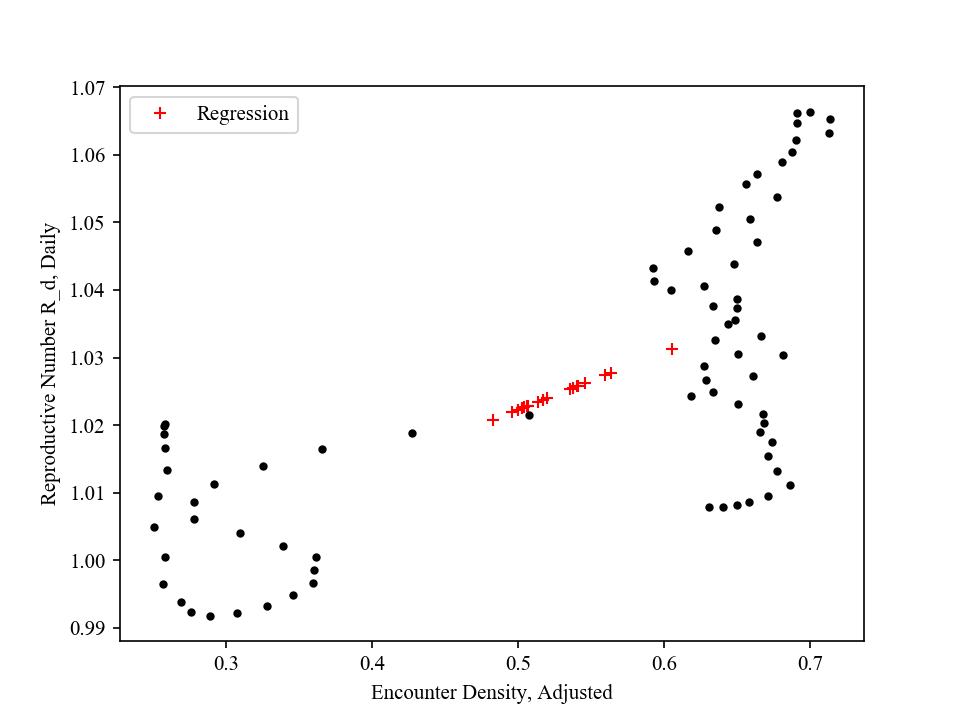 Regression
1.07
1.06
1.05
1.04
1.03
1.02
1.01
1.00
0.99
Reproductive Number R_d, Daily
0.3 0.4 0.5 0.6 0.7
Encounter Density, Adjusted